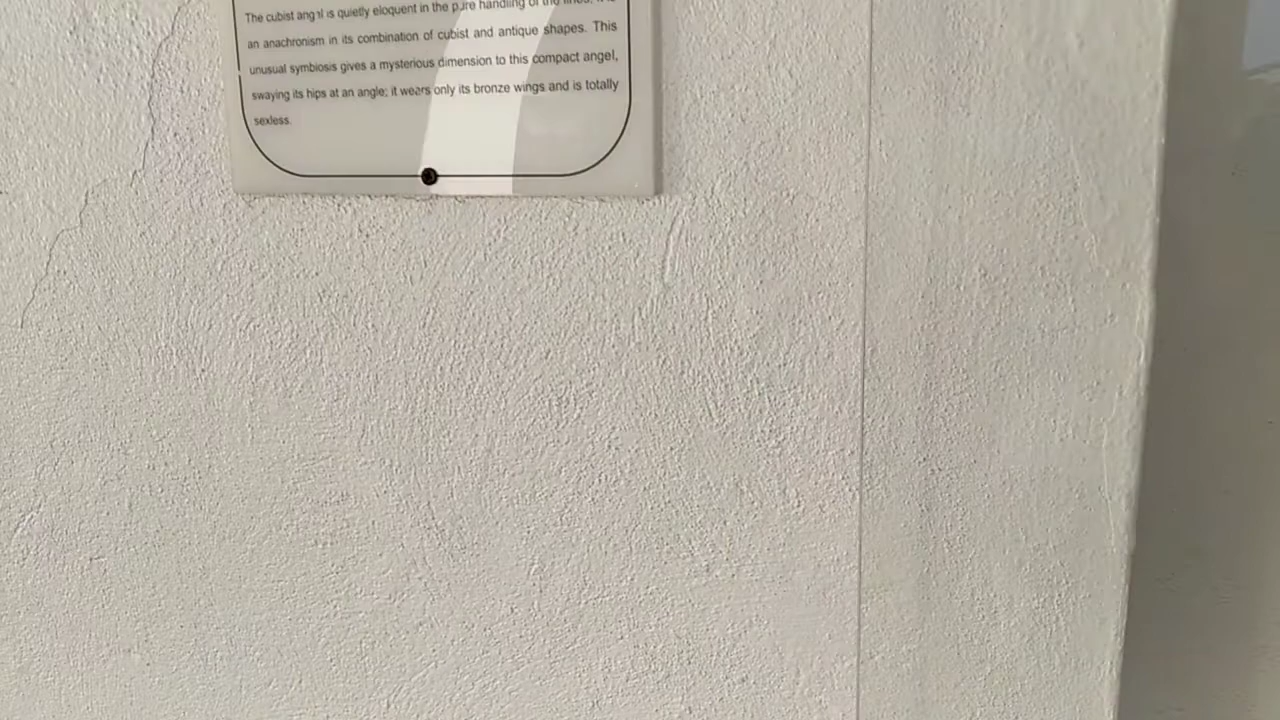 The cubist angel is quietly eloquent in the pure handling of the lines.
an anachronism in its combination of cubist and antique shapes. This
unusual symbiosis gives a mysterious dimension to this compact angel,
swaying its hips at an angle; it wears only its bronze wings and is totally
sexless.